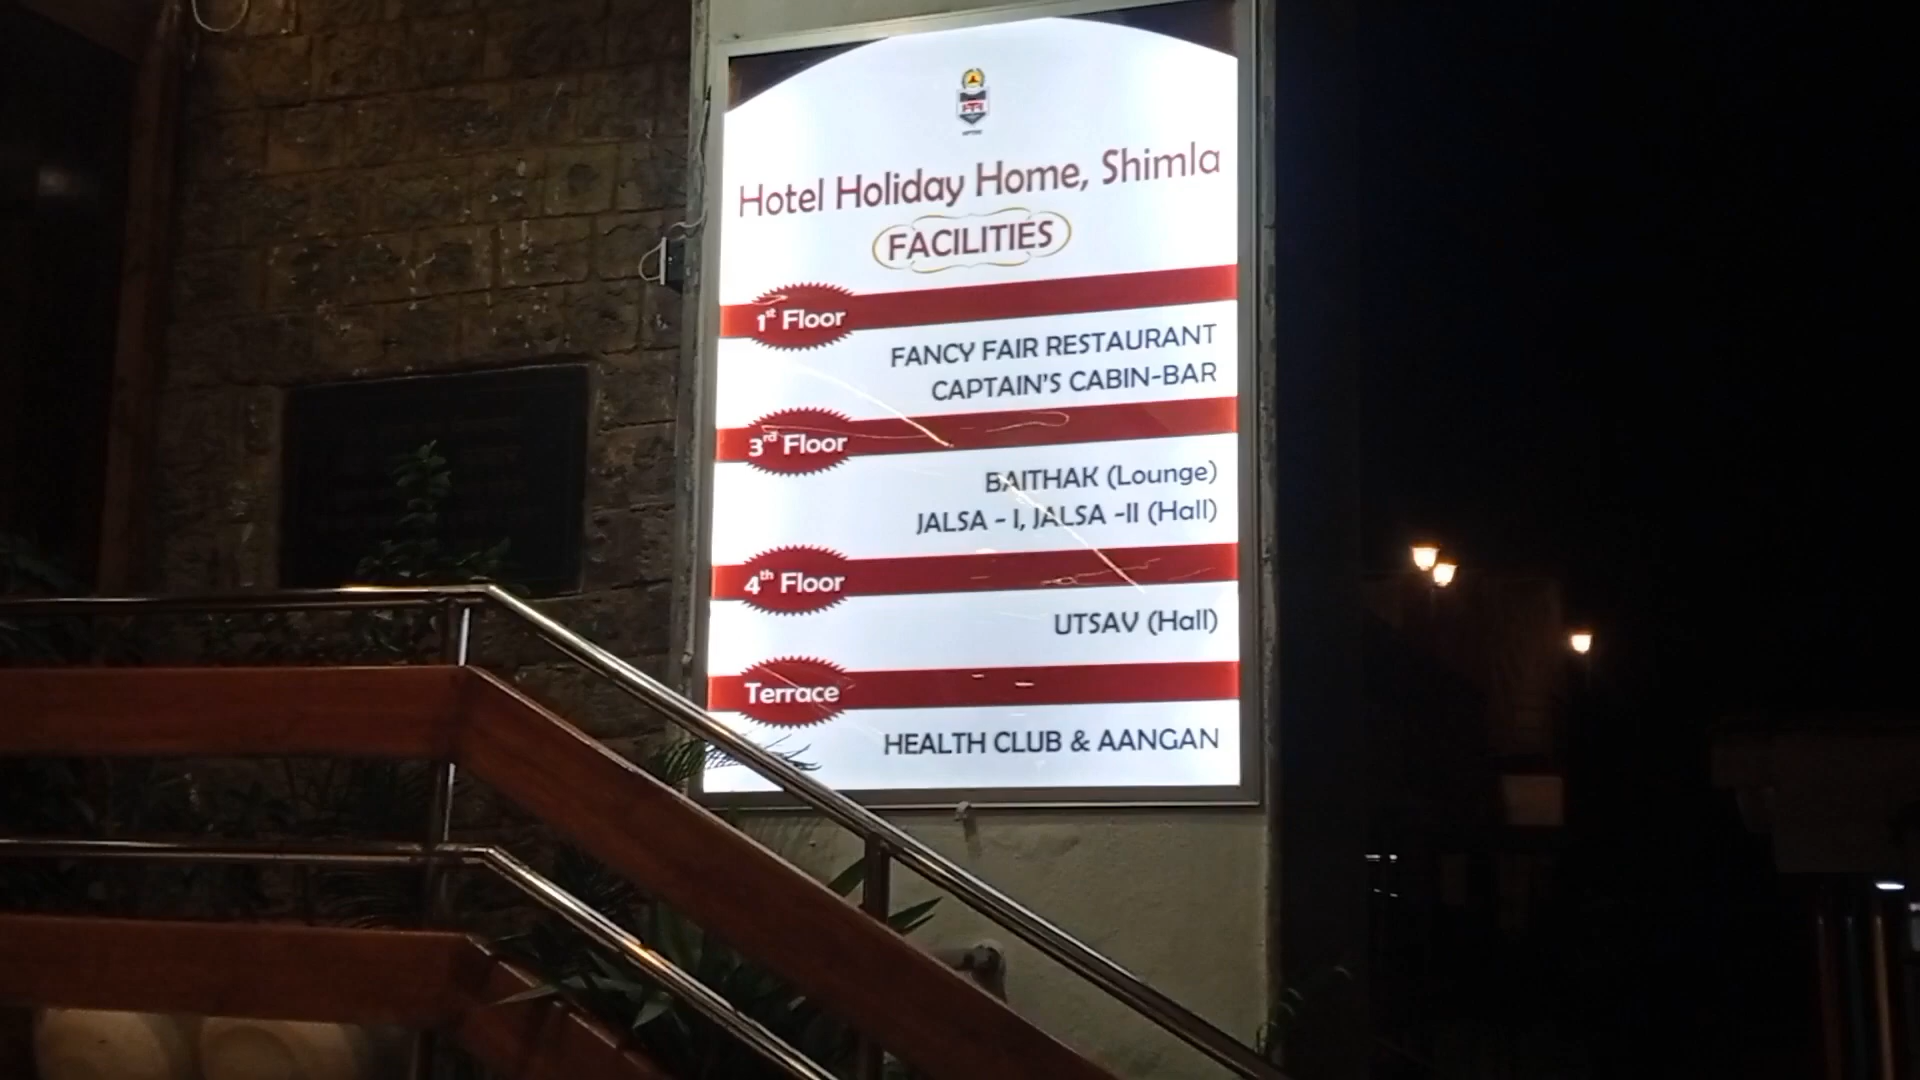 Hotel Holiday Home, Shimla
FACILITIES
1st Floor
FANCY FAIR RESTAURANT
CAPTAIN'S CABIN-BAR
3rd Floor
BAITHAK (Lounge)
JALSA - I, JALSA -II (Hall)
4th Floor
UTSAV (Hall)
Terrace
HEALTH CLUB & AANGAN